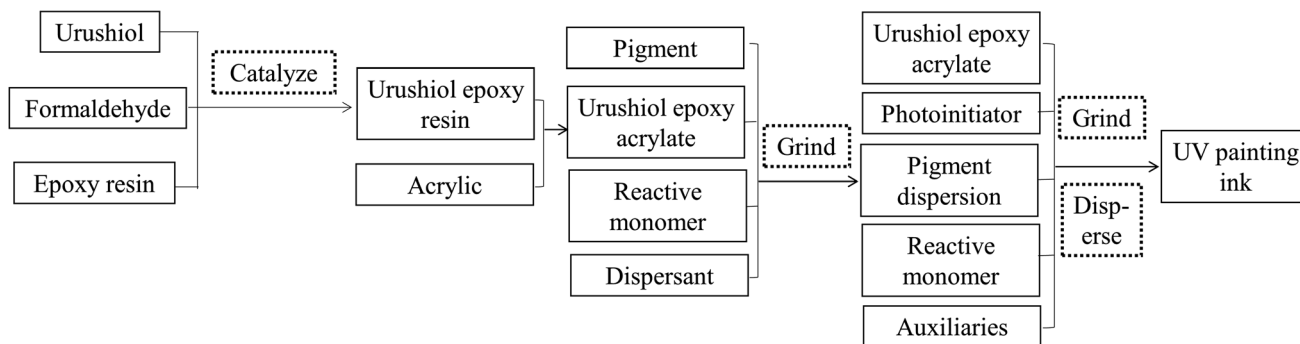 Urushiol
Formaldehyde
Epoxy resin
Catalyze
Urushiol epoxy
resin
Acrylic
Pigment
Urushiol epoxy
acrylate
Reactive
monomer
Dispersant
Grind
Urushiol epoxy
acrylate
Photoinitiator
Pigment
dispersion
Reactive
monomer
Auxiliaries
Grind
Disp-
erse
UV painting
ink